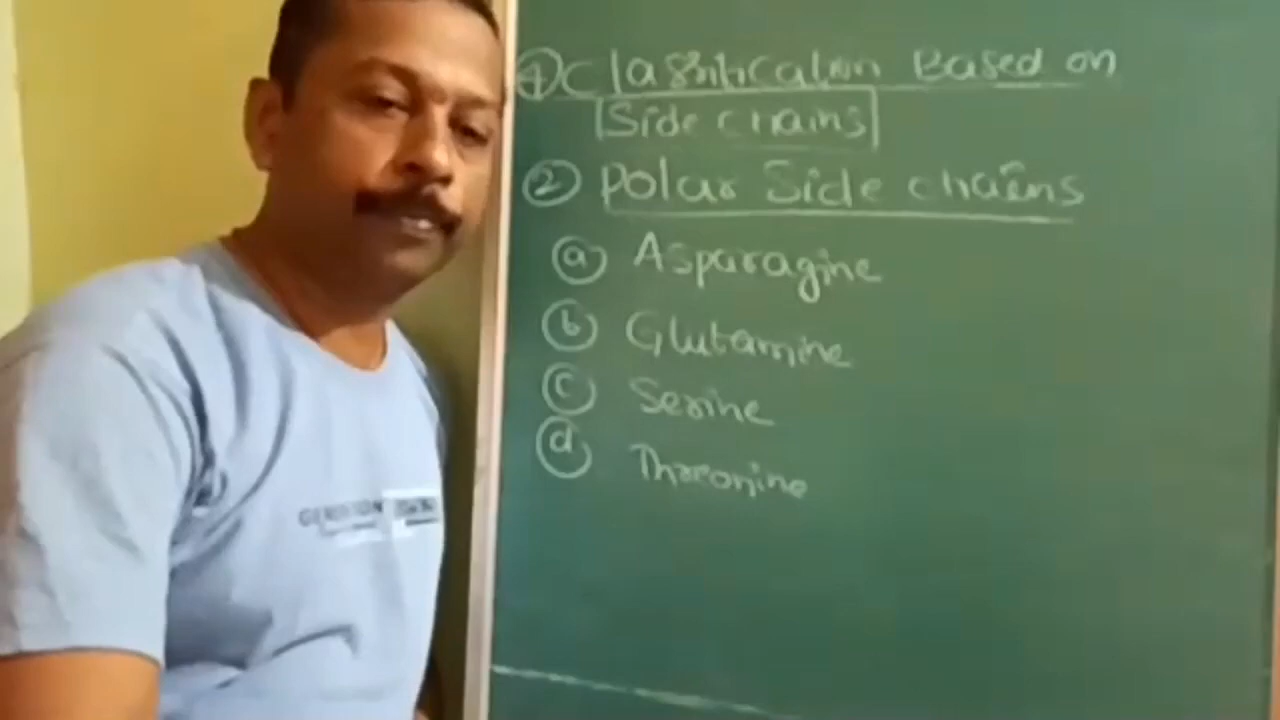 ④ Classification Based on
Side chains
② Polar Side chains
ⓐ Asparagine
ⓑ Glutamine
ⓒ Serine
ⓓ Threonine